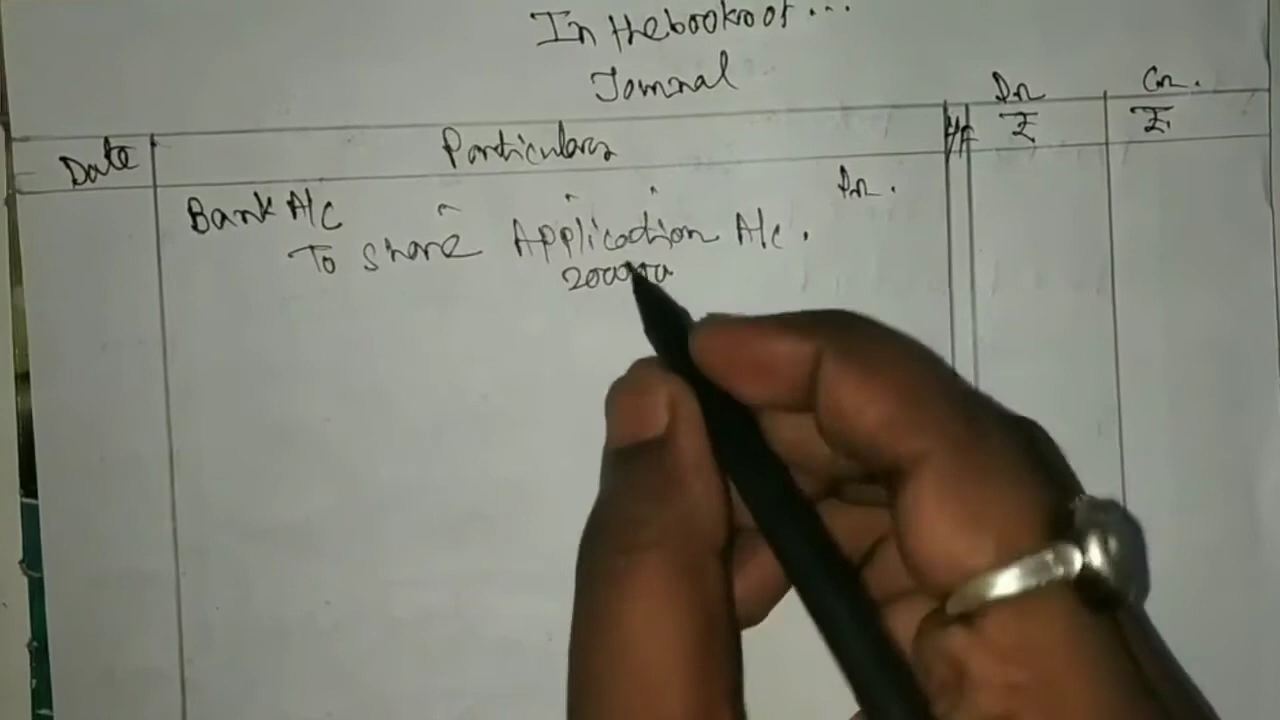 In the books of ...
Journal
Dr Cr.
Date Particulars L/F ₹ ₹
Bank A/c Dr.
To Share Application A/c.